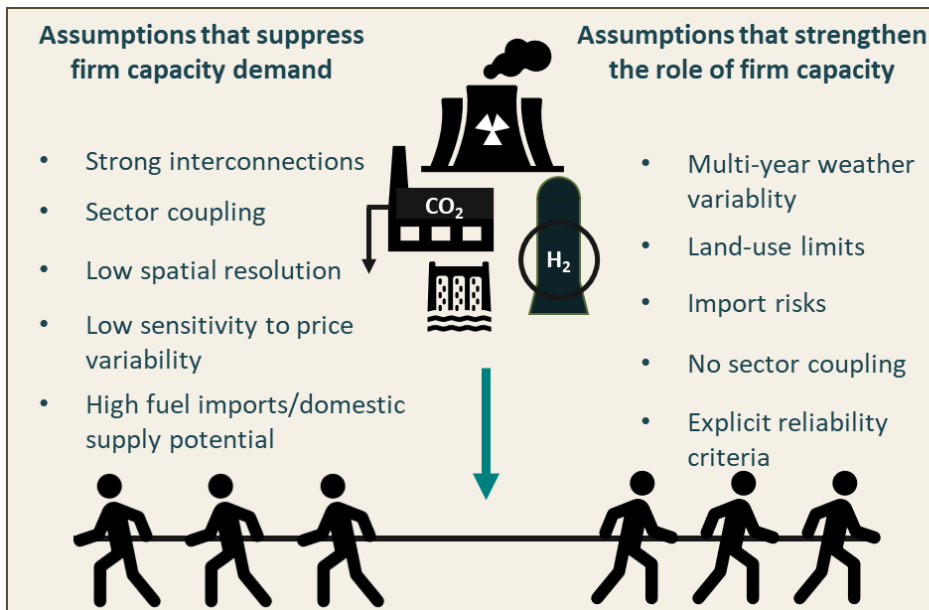 Assumptions that suppress
firm capacity demand
• Strong interconnections
• Sector coupling
• Low spatial resolution
• Low sensitivity to price
variability
• High fuel imports/domestic
supply potential
CO₂
H₂
Assumptions that strengthen
the role of firm capacity
• Multi-year weather
variablity
• Land-use limits
• Import risks
• No sector coupling
• Explicit reliability
criteria